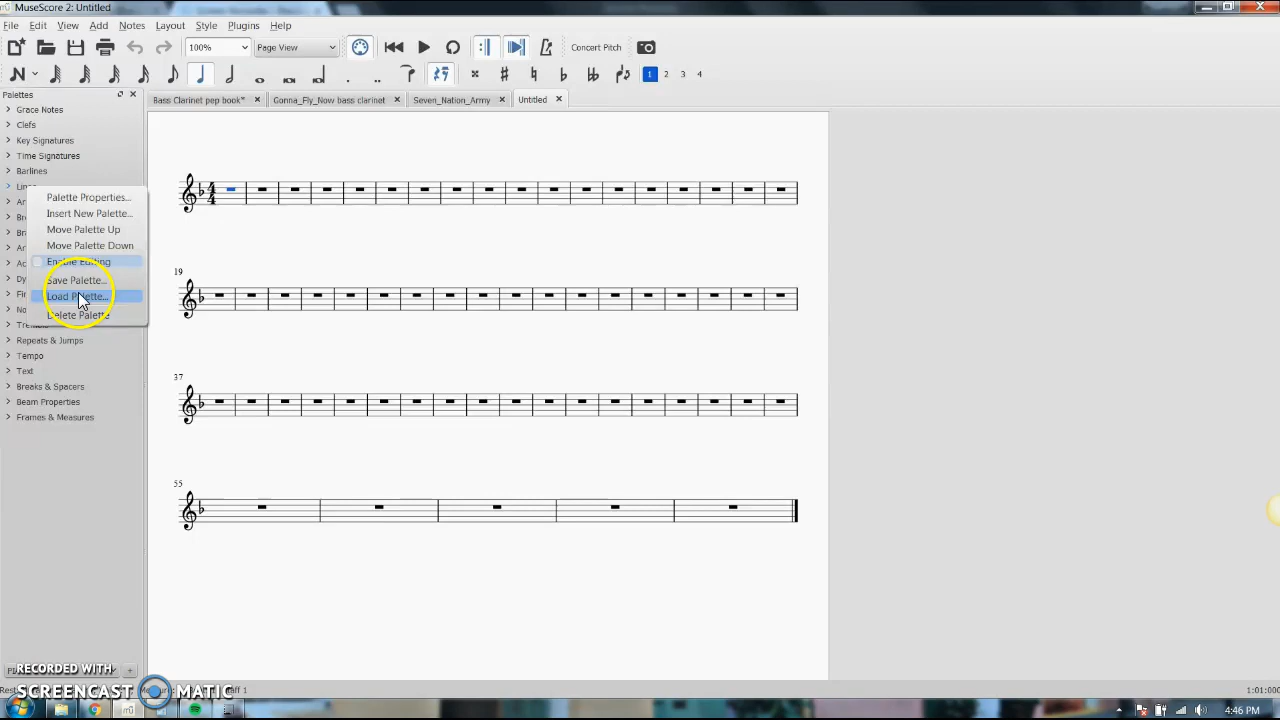 MuseScore 2: Untitled
File Edit View Add Notes Layout Style Plugins Help
100% Page View Concert Pitch
1 2 3 4
Palettes
Bass Clarinet pep book* Gonna_Fly_Now bass clarinet Seven_Nation_Army Untitled
Grace Notes
Clefs
Key Signatures
Time Signatures
Barlines
Palette Properties...
Insert New Palette...
Move Palette Up
Move Palette Down
Enable Editing
Save Palette...
Load Palette...
Delete Palette
Repeats & Jumps
Tempo
Text
Breaks & Spacers
Beam Properties
Frames & Measures
19
37
55
RECORDED WITH
SCREENCAST MATIC
1:01:000
4:46 PM